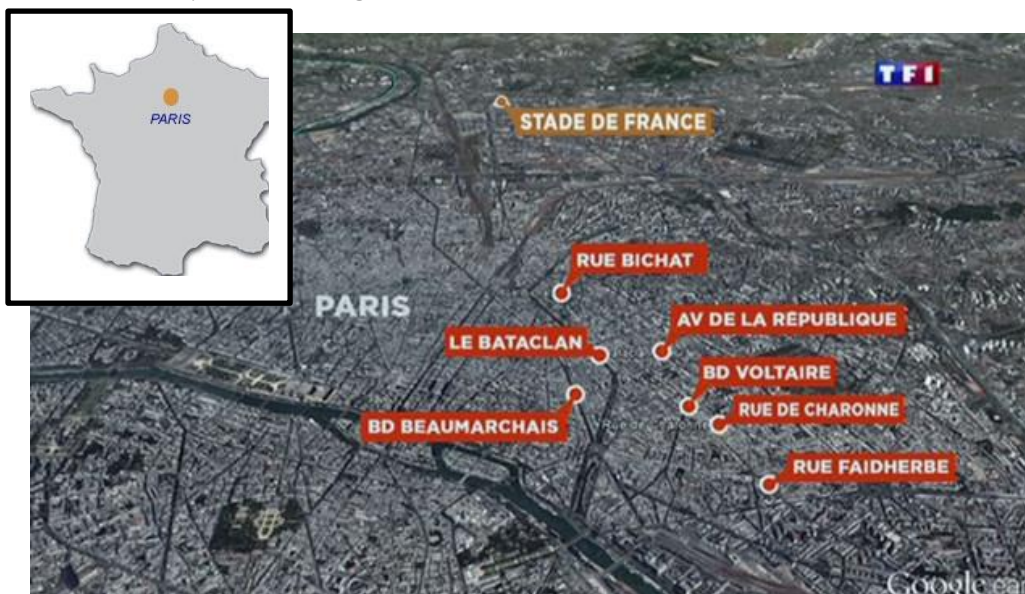 PARIS
TF1
STADE DE FRANCE
RUE BICHAT
PARIS
AV DE LA RÉPUBLIQUE
LE BATACLAN
BD VOLTAIRE
BD BEAUMARCHAIS
RUE DE CHARONNE
RUE FAIDHERBE
Google ea